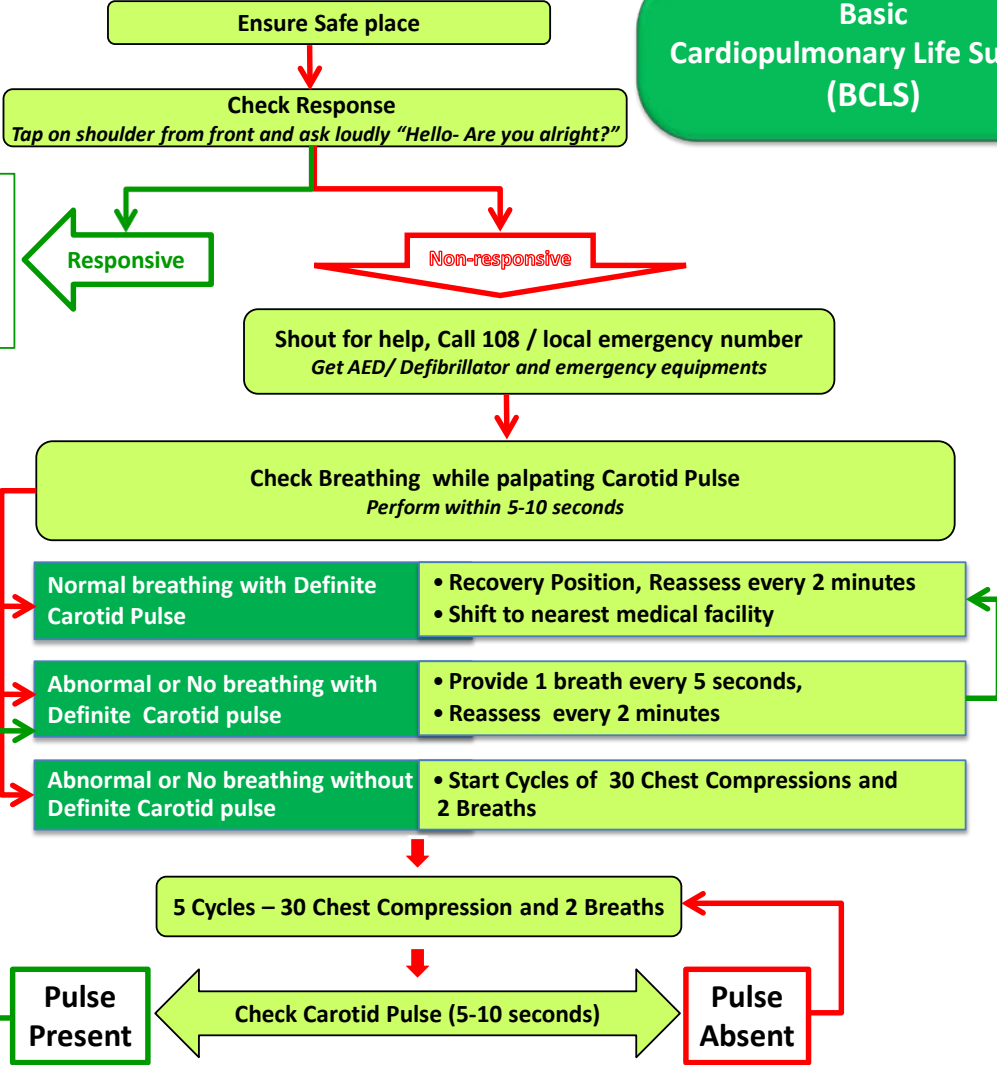 Basic
Cardiopulmonary Life
(BCLS)
Ensure Safe place
Check Response
Tap on shoulder from front and ask loudly “Hello- Are you alright?”
Responsive
Non-responsive
Shout for help, Call 108 / local emergency number
Get AED/ Defibrillator and emergency equipments
Check Breathing while palpating Carotid Pulse
Perform within 5-10 seconds
Normal breathing with Definite
Carotid Pulse
• Recovery Position, Reassess every 2 minutes
• Shift to nearest medical facility
Abnormal or No breathing with
Definite Carotid pulse
• Provide 1 breath every 5 seconds,
• Reassess every 2 minutes
Abnormal or No breathing without
Definite Carotid pulse
• Start Cycles of 30 Chest Compressions and
2 Breaths
5 Cycles – 30 Chest Compression and 2 Breaths
Pulse
Present
Check Carotid Pulse (5-10 seconds)
Pulse
Absent